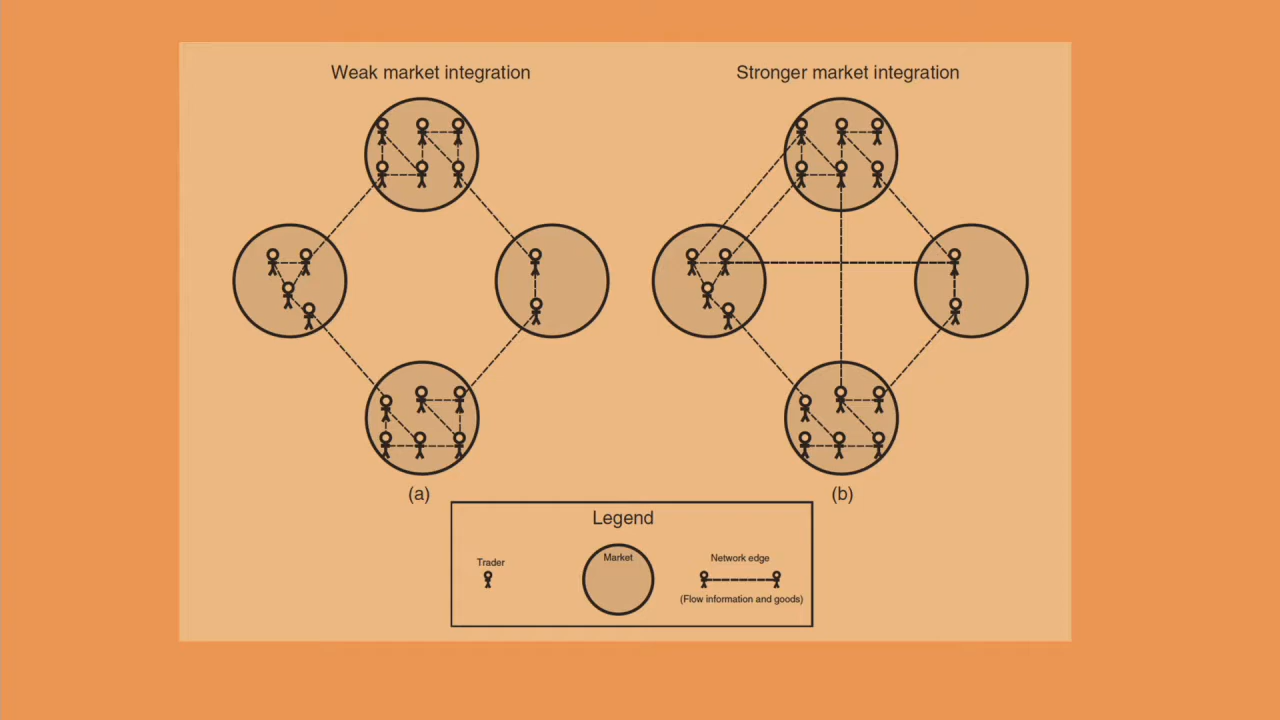 Weak market integration
Stronger market integration
(a)
(b)
Legend
Trader
Market
Network edge
(Flow information and goods)